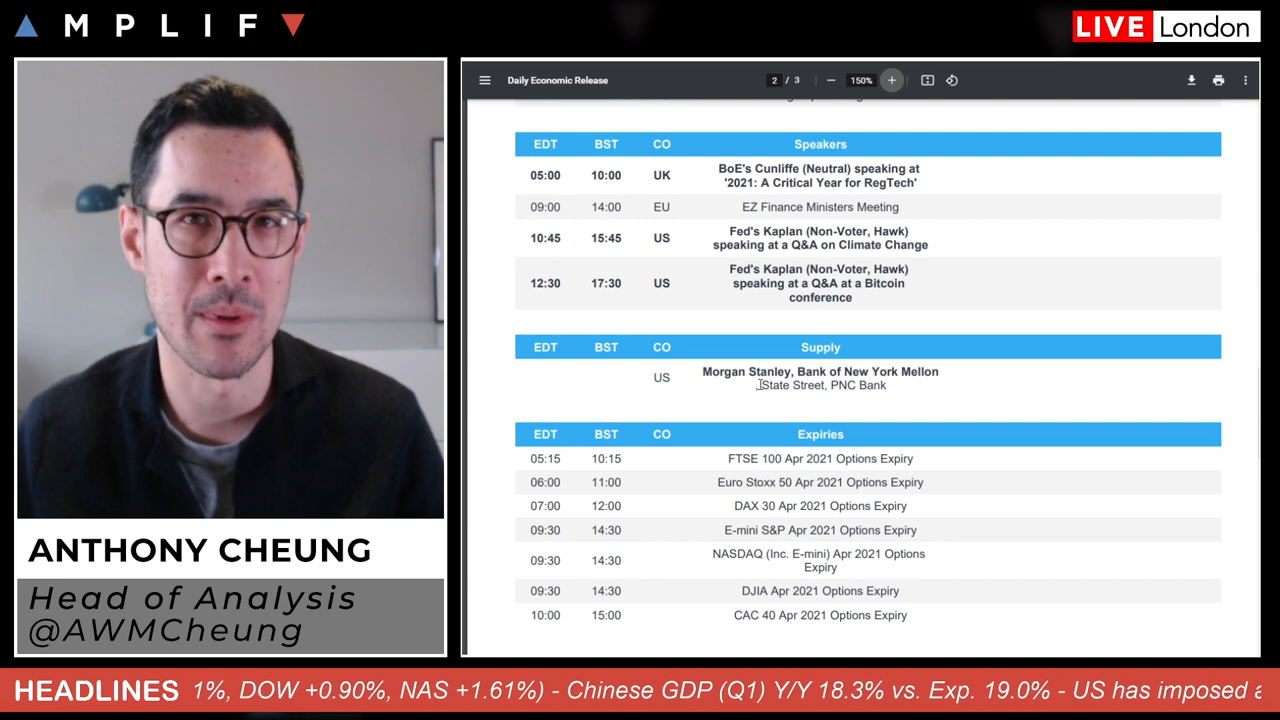 AMPLIFY
LIVE London
Daily Economic Release
2 / 3
150%
EDT BST CO Speakers
05:00 10:00 UK BoE's Cunliffe (Neutral) speaking at
'2021: A Critical Year for RegTech'
09:00 14:00 EU EZ Finance Ministers Meeting
10:45 15:45 US Fed's Kaplan (Non-Voter, Hawk)
speaking at a Q&A on Climate Change
12:30 17:30 US Fed's Kaplan (Non-Voter, Hawk)
speaking at a Q&A at a Bitcoin
conference
EDT BST CO Supply
US Morgan Stanley, Bank of New York Mellon
, State Street, PNC Bank
EDT BST CO Expiries
05:15 10:15 FTSE 100 Apr 2021 Options Expiry
06:00 11:00 Euro Stoxx 50 Apr 2021 Options Expiry
07:00 12:00 DAX 30 Apr 2021 Options Expiry
09:30 14:30 E-mini S&P Apr 2021 Options Expiry
09:30 14:30 NASDAQ (Inc. E-mini) Apr 2021 Options
Expiry
09:30 14:30 DJIA Apr 2021 Options Expiry
10:00 15:00 CAC 40 Apr 2021 Options Expiry
ANTHONY CHEUNG
Head of Analysis
@AWMCheung
HEADLINES 1%, DOW +0.90%, NAS +1.61%) - Chinese GDP (Q1) Y/Y 18.3% vs. Exp. 19.0% - US has imposed